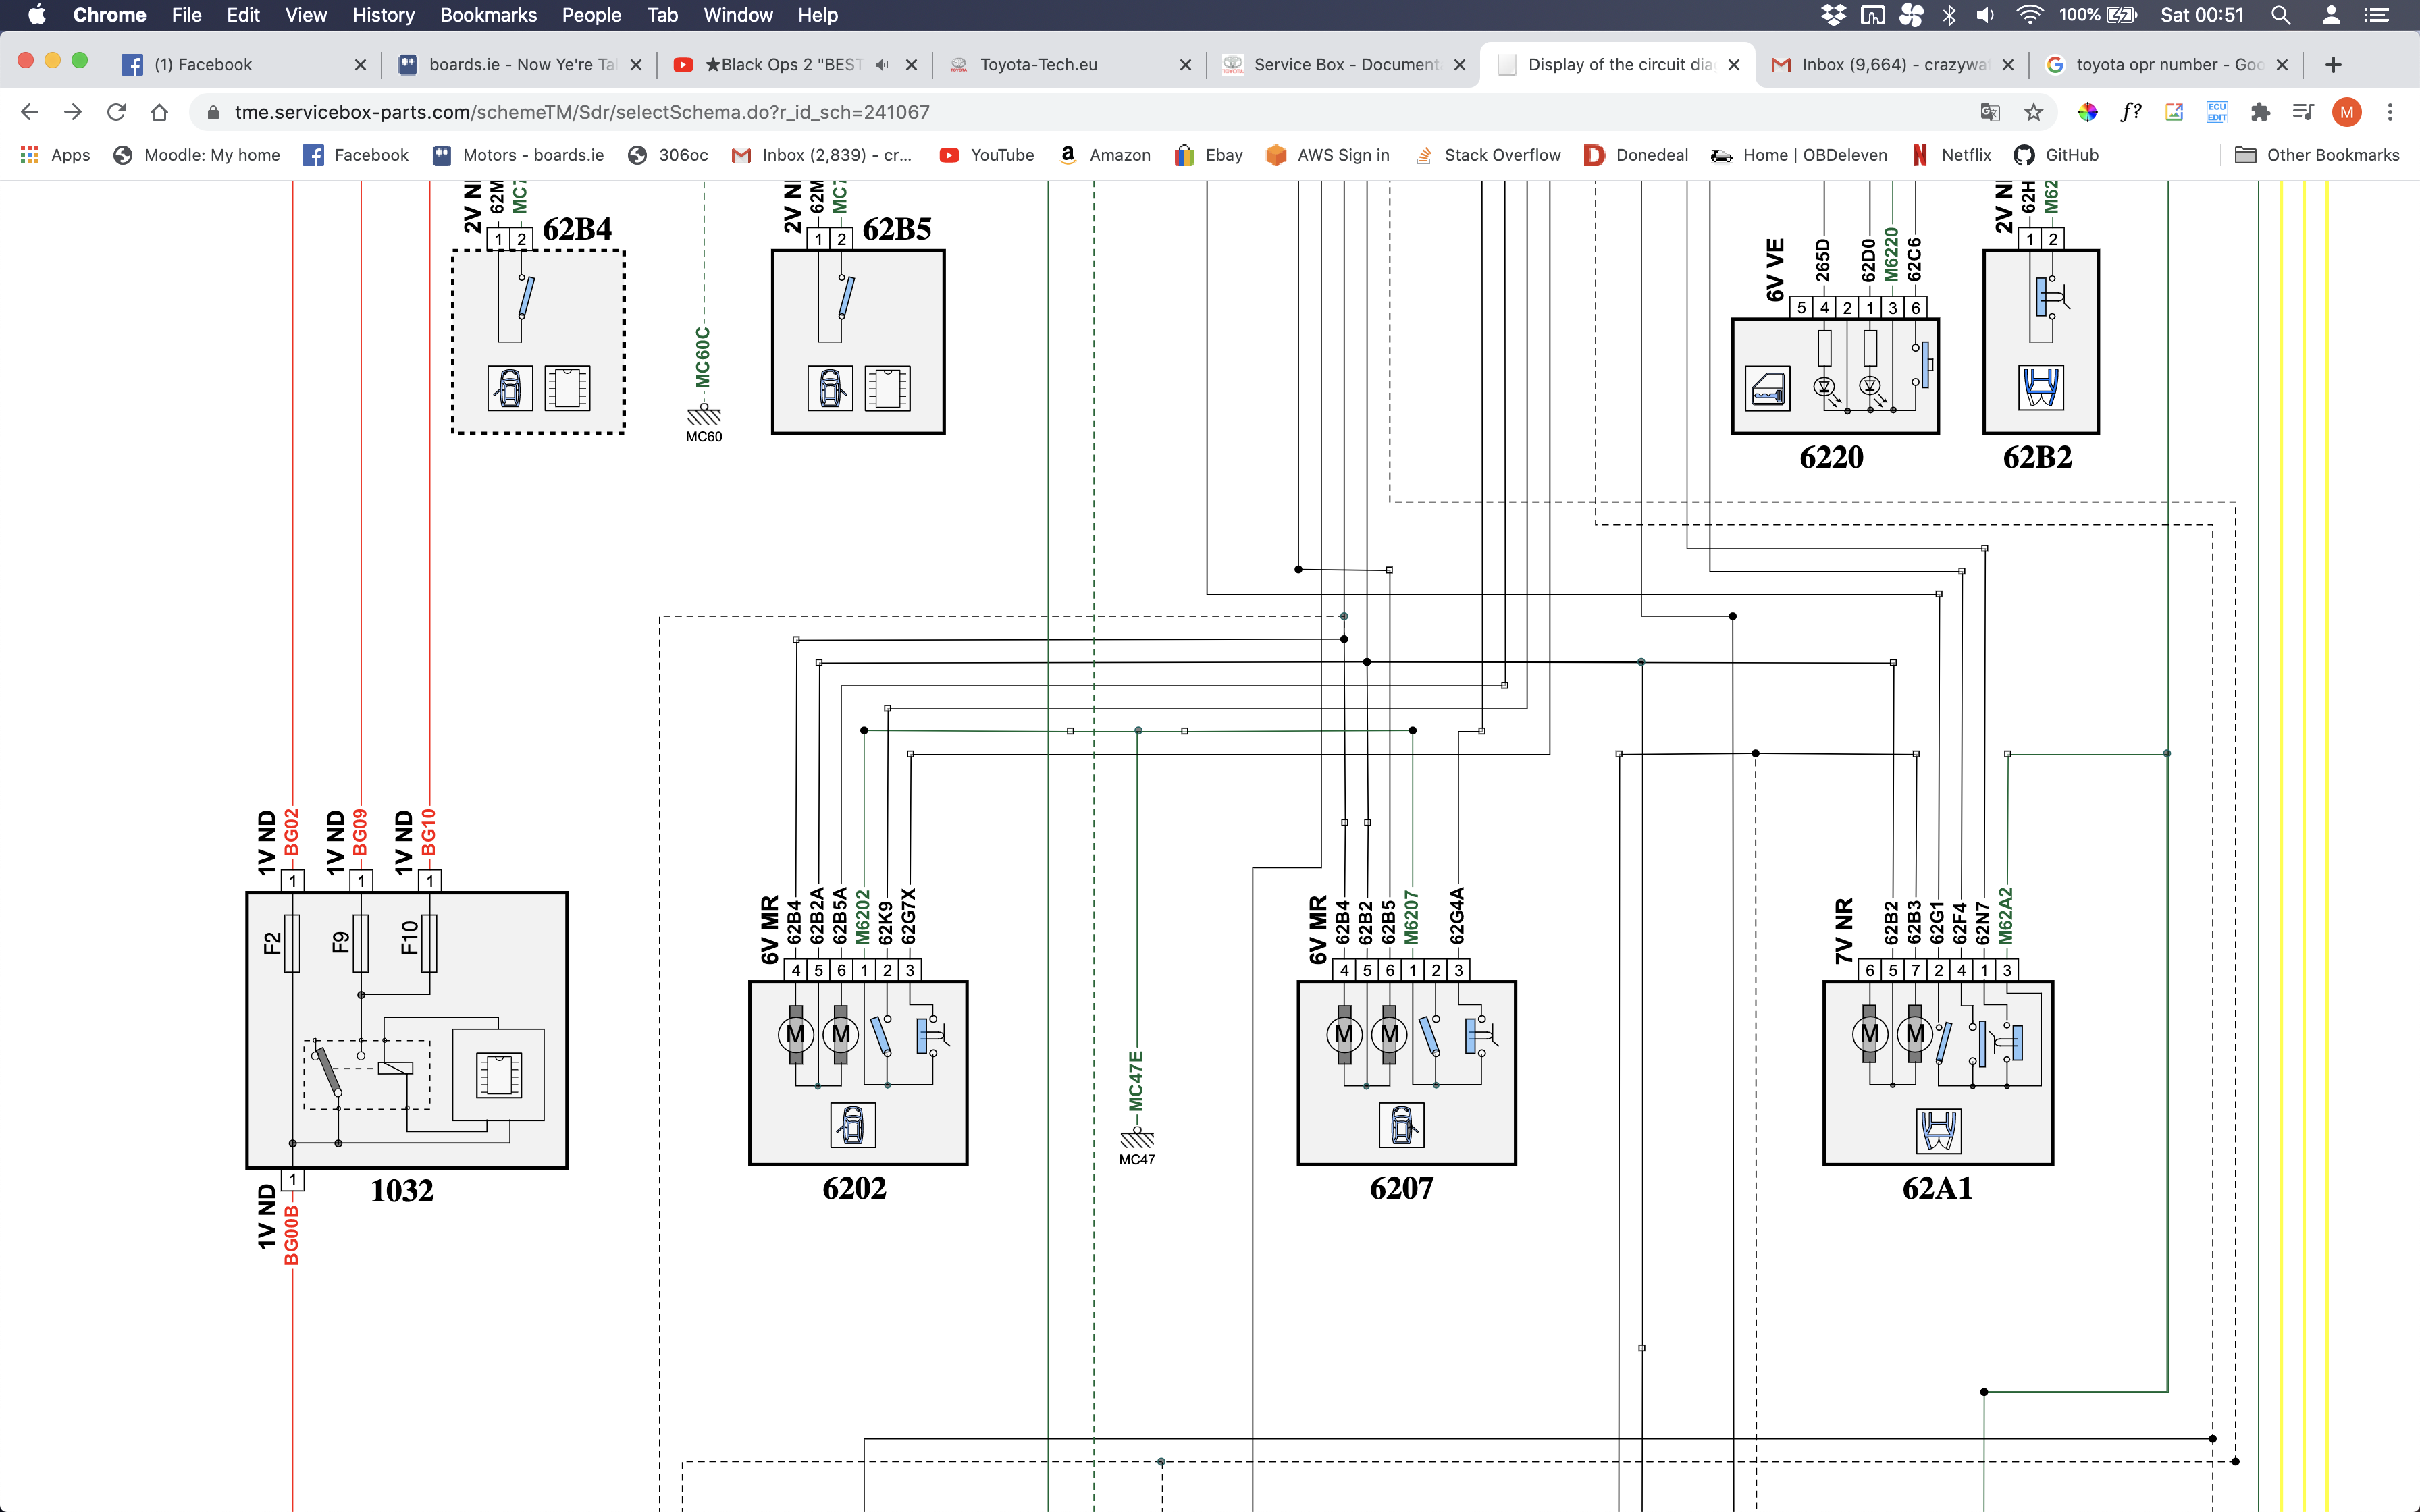 Chrome File Edit View History Bookmarks People Tab Window Help 100% Sat 00:51
(1) Facebook boards.ie - Now Ye're Ta ★Black Ops 2 "BEST Toyota-Tech.eu Service Box - Document Display of the circuit dia Inbox (9,664) - crazywa toyota opr number - Goo
tme.servicebox-parts.com/schemeTM/Sdr/selectSchema.do?r_id_sch=241067 f? ECU EDIT M
Apps Moodle: My home Facebook Motors - boards.ie 306oc Inbox (2,839) - cr... YouTube Amazon Ebay AWS Sign in Stack Overflow Donedeal Home | OBDeleven Netflix GitHub Other Bookmarks
2V N 62M MC7
1 2 62B4
MC60C
MC60
2V N 62M MC7
1 2 62B5
6V VE 265D 62D0 M6220 62C6
5 4 2 1 3 6
6220
2V N 62H M62
1 2
62B2
1V ND BG02 1V ND BG09 1V ND BG10
1 1 1
F2 F9 F10
1
1032
1V ND BG00B
6V MR 62B4 62B2A 62B5A M6202 62K9 62G7X
4 5 6 1 2 3
M M
6202
MC47E
MC47
6V MR 62B4 62B2 62B5 M6207 62G4A
4 5 6 1 2 3
M M
6207
7V NR 62B2 62B3 62G1 62F4 62N7 M62A2
6 5 7 2 4 1 3
M M
62A1